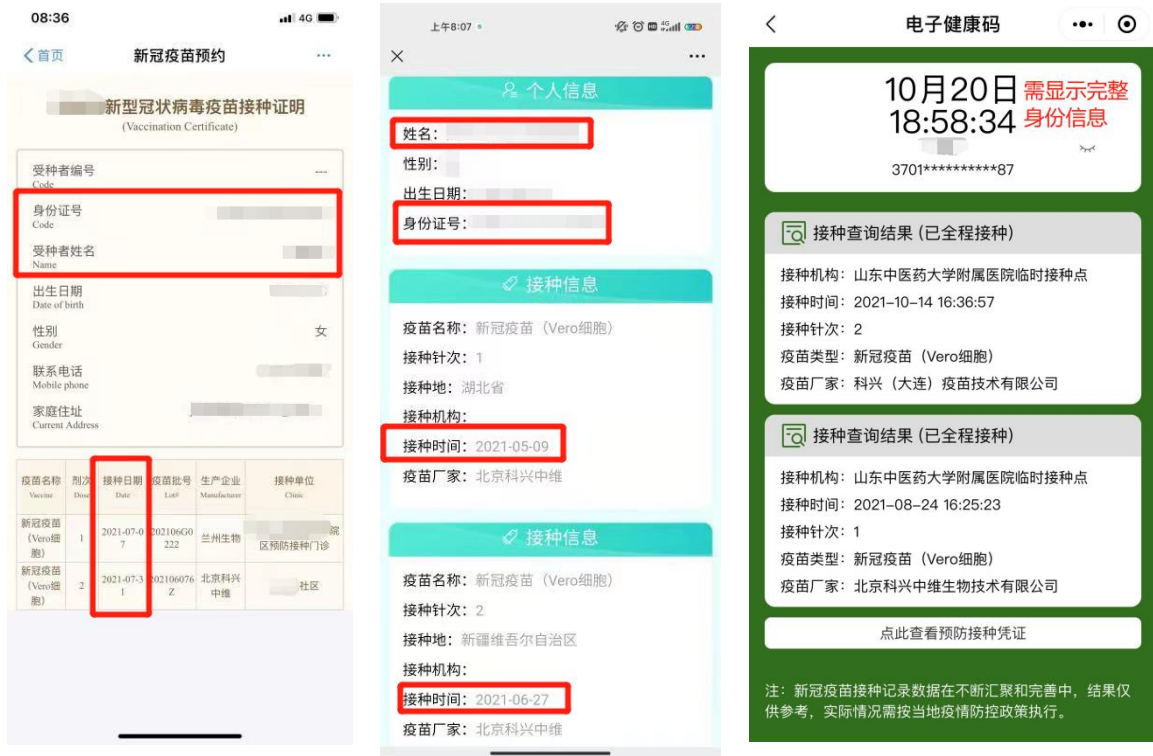 08:36
4G
首页
新冠疫苗预约
新型冠状病毒疫苗接种证明
(Vaccination Certificate)
受种者编号
Code
---
身份证号
Code
受种者姓名
Name
出生日期
Date of birth
性别
Gender
女
联系电话
Mobile phone
家庭住址
Current Address
疫苗名称 剂次 接种日期 疫苗批号 生产企业 接种单位
Vaccine Dose Date Lot# Manufacturer Clinic
新冠疫苗(Vero细胞) 1 2021-07-07 202106G0222 兰州生物 院区预防接种门诊
新冠疫苗(Vero细胞) 2 2021-07-31 202106076Z 北京科兴中维 社区
上午8:07
4G
个人信息
姓名：
性别：
出生日期：
身份证号：
接种信息
疫苗名称：新冠疫苗（Vero细胞）
接种针次：1
接种地：湖北省
接种机构：
接种时间：2021-05-09
疫苗厂家：北京科兴中维
接种信息
疫苗名称：新冠疫苗（Vero细胞）
接种针次：2
接种地：新疆维吾尔自治区
接种机构：
接种时间：2021-06-27
疫苗厂家：北京科兴中维
电子健康码
10月20日
18:58:34
需显示完整
身份信息
3701**********87
接种查询结果 (已全程接种)
接种机构：山东中医药大学附属医院临时接种点
接种时间：2021-10-14 16:36:57
接种针次：2
疫苗类型：新冠疫苗（Vero细胞）
疫苗厂家：科兴（大连）疫苗技术有限公司
接种查询结果 (已全程接种)
接种机构：山东中医药大学附属医院临时接种点
接种时间：2021-08-24 16:25:23
接种针次：1
疫苗类型：新冠疫苗（Vero细胞）
疫苗厂家：北京科兴中维生物技术有限公司
点此查看预防接种凭证
注：新冠疫苗接种记录数据在不断汇聚和完善中，结果仅
供参考，实际情况需按当地疫情防控政策执行。